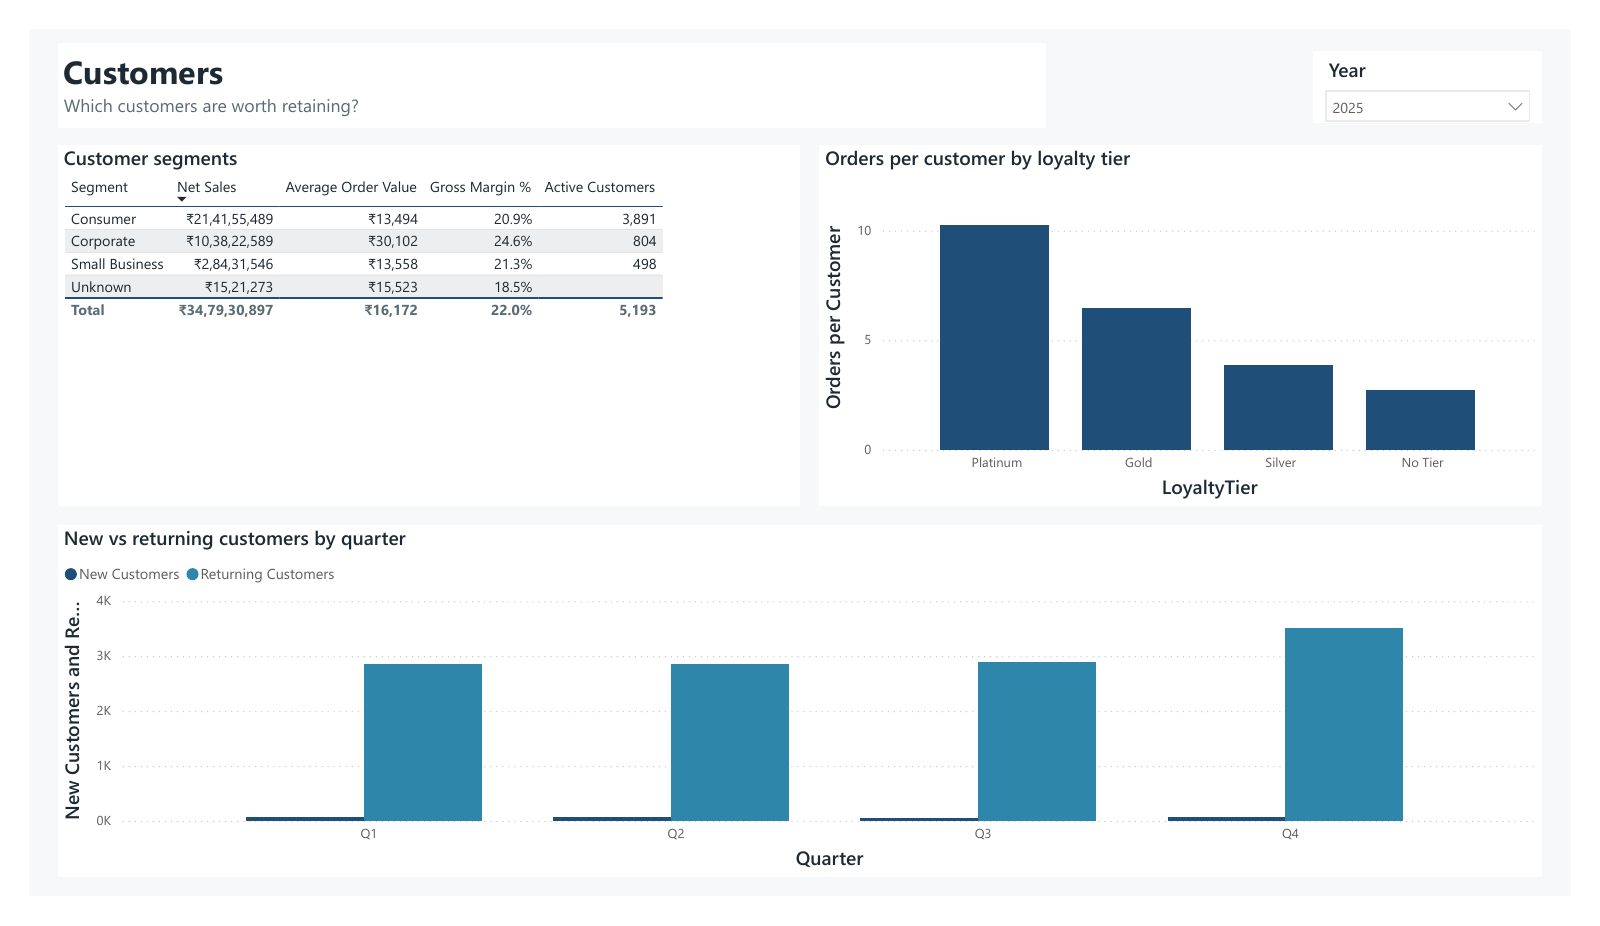 Customers
Which customers are worth retaining?
Year
2025
Customer segments
Segment Net Sales Average Order Value Gross Margin % Active Customers
Consumer ₹21,41,55,489 ₹13,494 20.9% 3,891
Corporate ₹10,38,22,589 ₹30,102 24.6% 804
Small Business ₹2,84,31,546 ₹13,558 21.3% 498
Unknown ₹15,21,273 ₹15,523 18.5%
Total ₹34,79,30,897 ₹16,172 22.0% 5,193
Orders per customer by loyalty tier
Orders per Customer
10
5
0
Platinum Gold Silver No Tier
LoyaltyTier
New vs returning customers by quarter
New Customers Returning Customers
New Customers and Re...
4K
3K
2K
1K
0K
Q1 Q2 Q3 Q4
Quarter